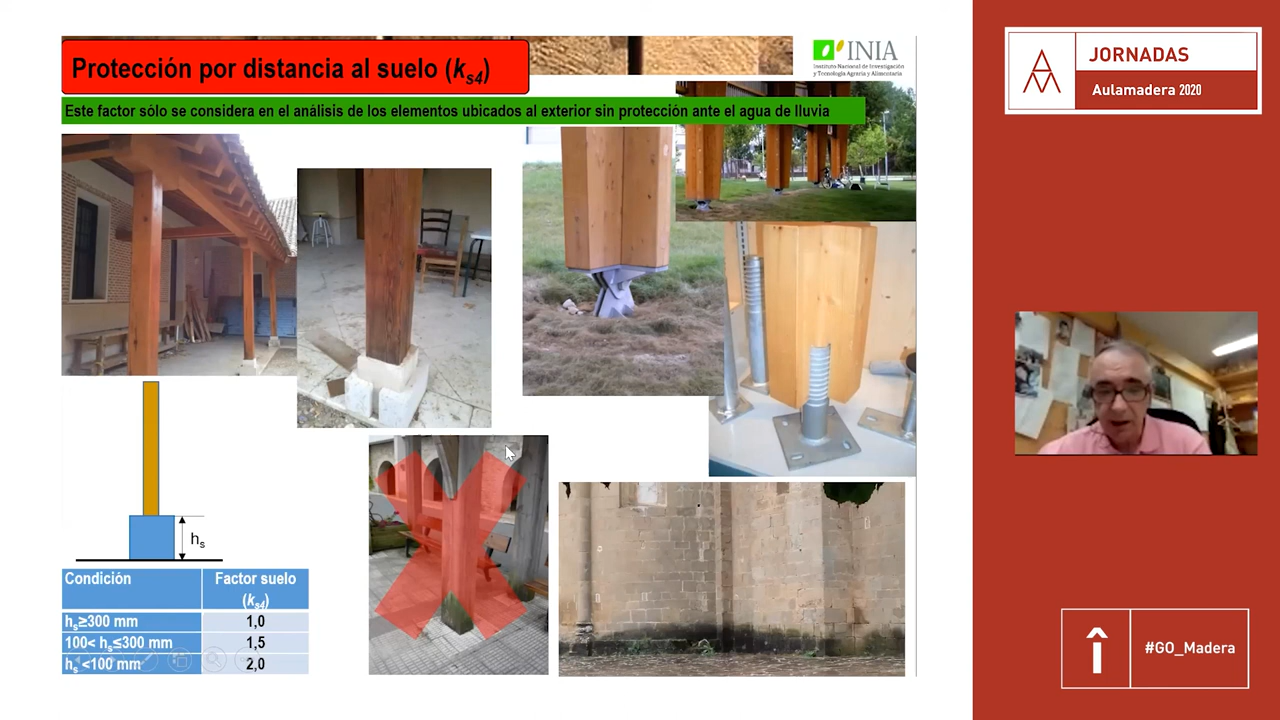 Protección por distancia al suelo (ks4)
INIA
Instituto Nacional de Investigación
y Tecnología Agraria y Alimentaria
Este factor sólo se considera en el análisis de los elementos ubicados al exterior sin protección ante el agua de lluvia
hs
Condición Factor suelo
(ks4)
hs≥300 mm 1,0
100< hs≤300 mm 1,5
hs <100 mm 2,0
JORNADAS
Aulamadera 2020
#GO_Madera